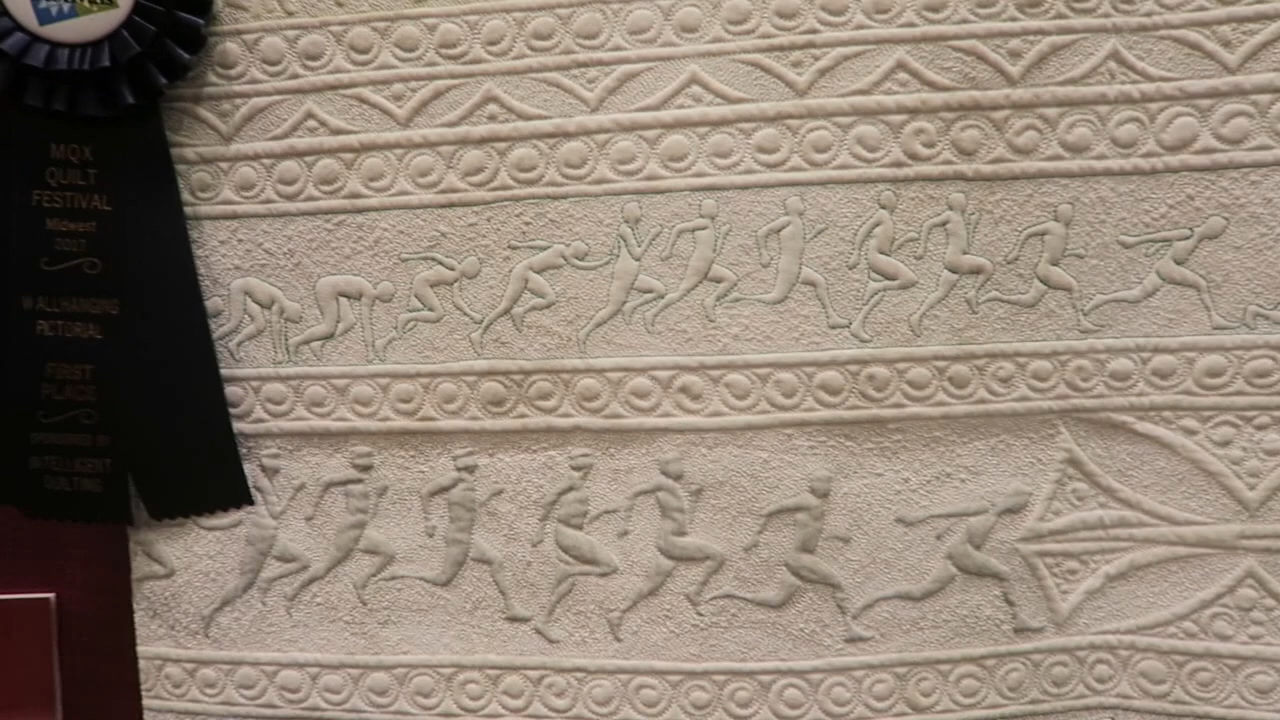 MQX
QUILT
FESTIVAL
Midwest
2017
WALLHANGING
PICTORIAL
FIRST
PLACE
SPONSORED BY
INTELLIGENT
QUILTING